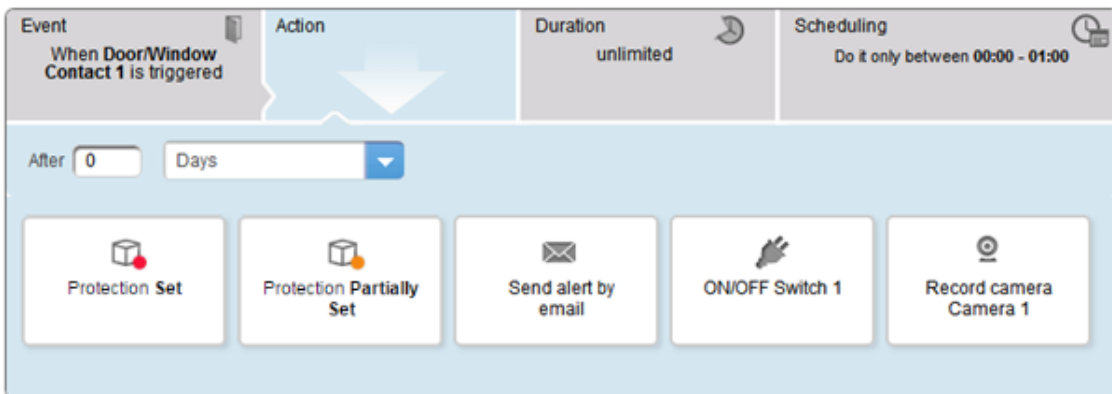 Event
When Door/Window
Contact 1 is triggered
Action
Duration
unlimited
Scheduling
Do it only between 00:00 - 01:00
After 0 Days
Protection Set
Protection Partially
Set
Send alert by
email
ON/OFF Switch 1
Record camera
Camera 1